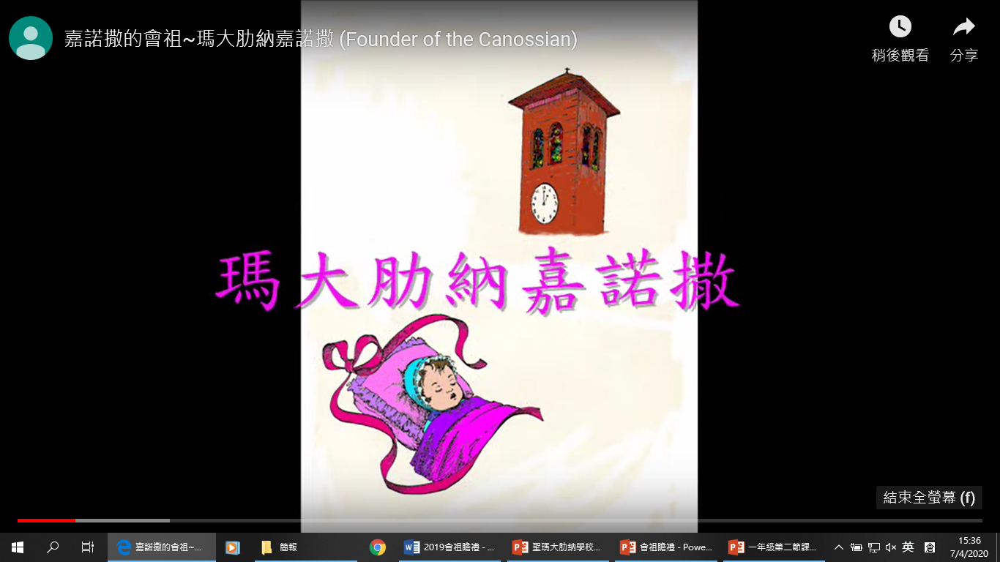 嘉諾撒的會祖~瑪大肋納嘉諾撒 (Founder of the Canossian)
稍後觀看
分享
瑪大肋納嘉諾撒
結束全螢幕 (f)
嘉諾撒的會祖~...
簡報
2019會祖瞻禮 - ...
聖瑪大肋納學校...
會祖瞻禮 - Powe...
一年級第二節課...
英
倉
15:36
7/4/2020